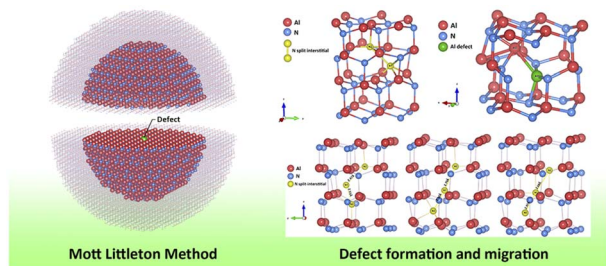 Defect
Mott Littleton Method
Al
N
N split interstitial
Al
N
Al defect
Al
N
N split interstitial
Defect formation and migration